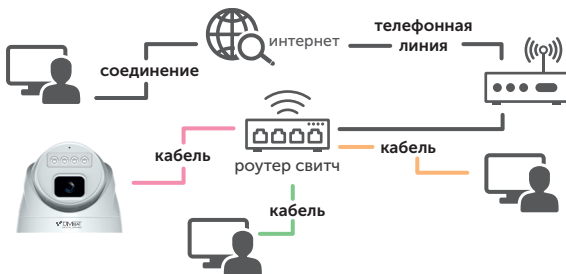 интернет
телефонная
линия
соединение
кабель
роутер свитч
кабель
кабель